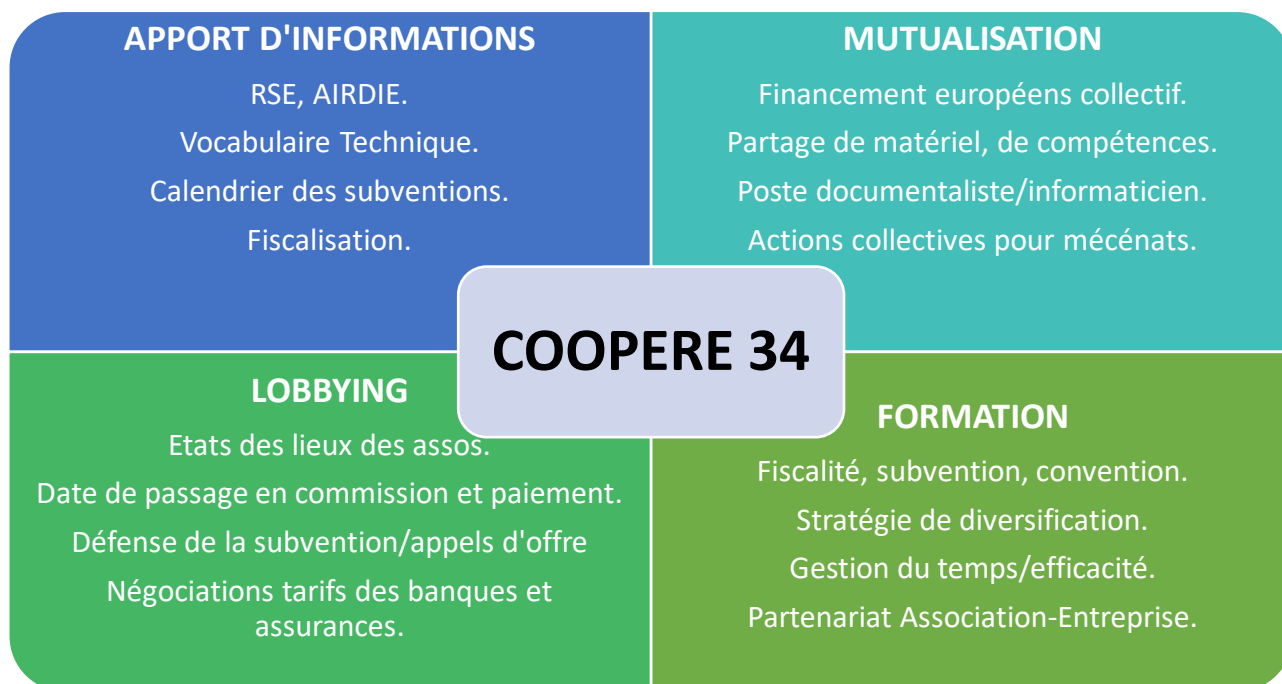 APPORT D'INFORMATIONS
RSE, AIRDIE.
Vocabulaire Technique.
Calendrier des subventions.
Fiscalisation.
MUTUALISATION
Financement européens collectif.
Partage de matériel, de compétences.
Poste documentaliste/informaticien.
Actions collectives pour mécénats.
COOPERE 34
LOBBYING
Etats des lieux des assos.
Date de passage en commission et paiement.
Défense de la subvention/appels d'offre
Négociations tarifs des banques et
assurances.
FORMATION
Fiscalité, subvention, convention.
Stratégie de diversification.
Gestion du temps/efficacité.
Partenariat Association-Entreprise.